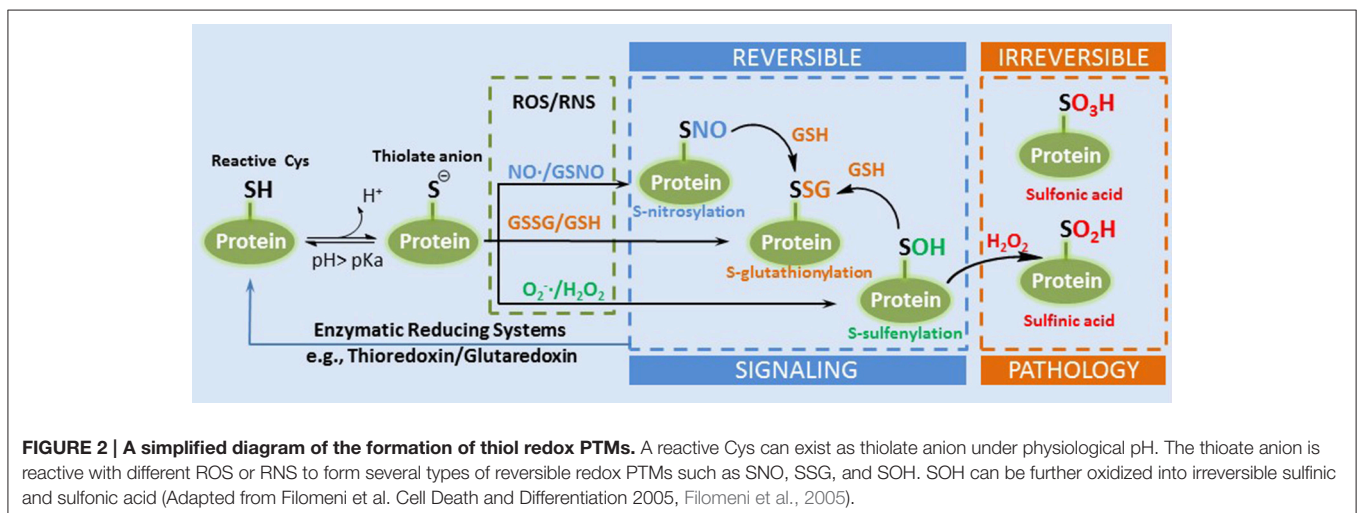 REVERSIBLE
IRREVERSIBLE
ROS/RNS
Reactive Cys
SH
Protein
H⁺
pH> pKa
Thiolate anion
S⊖
Protein
NO·/GSNO
GSSG/GSH
O₂⁻·/H₂O₂
SNO
Protein
S-nitrosylation
GSH
SSG
Protein
S-glutathionylation
GSH
SOH
Protein
S-sulfenylation
H₂O₂
SO₃H
Protein
Sulfonic acid
SO₂H
Protein
Sulfinic acid
Enzymatic Reducing Systems
e.g., Thioredoxin/Glutaredoxin
SIGNALING
PATHOLOGY
FIGURE 2 | A simplified diagram of the formation of thiol redox PTMs. A reactive Cys can exist as thiolate anion under physiological pH. The thioate anion is
reactive with different ROS or RNS to form several types of reversible redox PTMs such as SNO, SSG, and SOH. SOH can be further oxidized into irreversible sulfinic
and sulfonic acid (Adapted from Filomeni et al. Cell Death and Differentiation 2005, Filomeni et al., 2005).